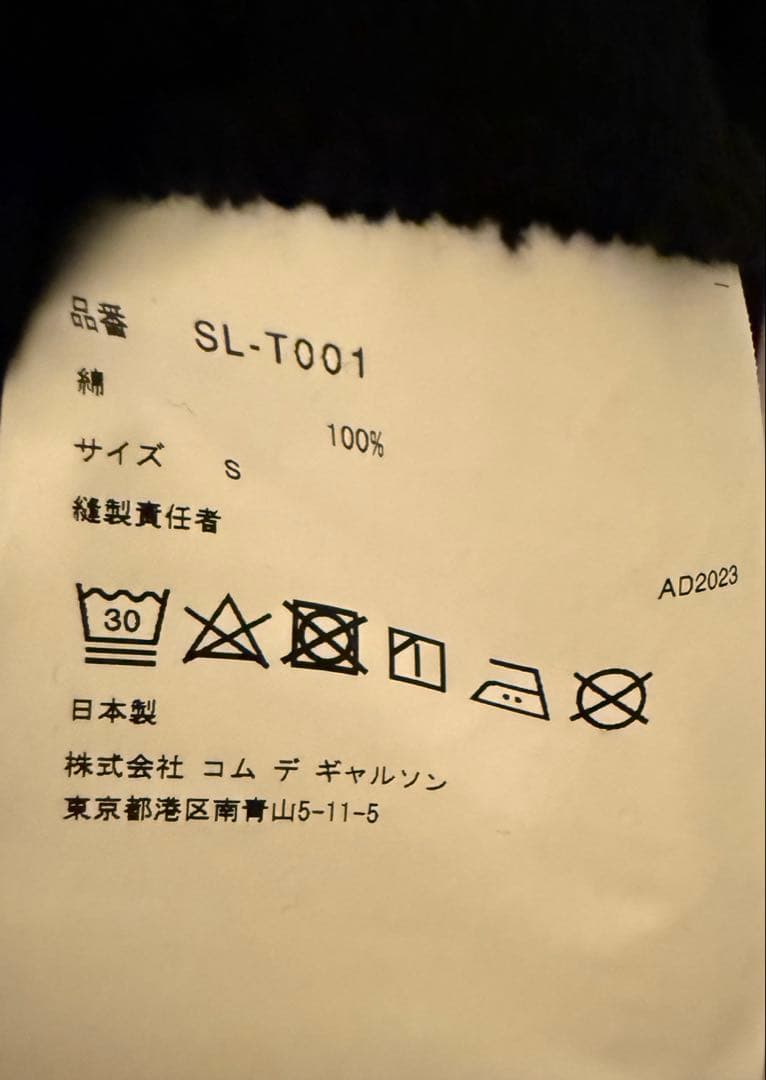 品番 SL-T001
綿 100%
サイズ S
縫製責任者
AD2023
30
日本製
株式会社 コム デ ギャルソン
東京都港区南青山5-11-5